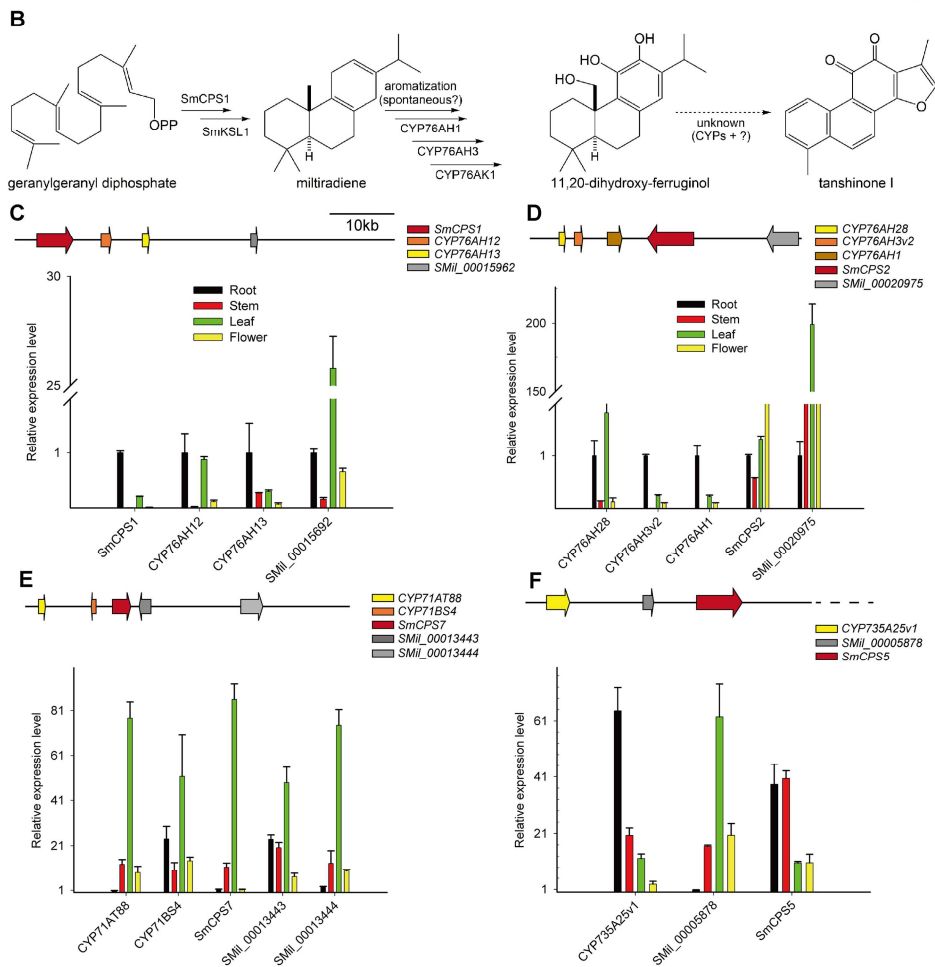 B
OH
HO
HO
O
O
O
OPP
H
H
SmCPS1
SmKSL1
aromatization
(spontaneous?)
CYP76AH1
CYP76AH3
CYP76AK1
unknown
(CYPs + ?)
geranylgeranyl diphosphate
miltiradiene
11,20-dihydroxy-ferruginol
tanshinone I
C
10kb
SmCPS1
CYP76AH12
CYP76AH13
SMil_00015962
Relative expression level
30
25
1
Root
Stem
Leaf
Flower
SmCPS1
CYP76AH12
CYP76AH13
SMil_00015692
D
CYP76AH28
CYP76AH3v2
CYP76AH1
SmCPS2
SMil_00020975
Relative expression level
200
150
1
Root
Stem
Leaf
Flower
CYP76AH28
CYP76AH3v2
CYP76AH1
SmCPS2
SMil_00020975
E
CYP71AT88
CYP71BS4
SmCPS7
SMil_00013443
SMil_00013444
Relative expression level
81
61
41
21
1
CYP71AT88
CYP71BS4
SmCPS7
SMil_00013443
SMil_00013444
F
CYP735A25v1
SMil_00005878
SmCPS5
Relative expression level
61
41
21
1
CYP735A25v1
SMil_00005878
SmCPS5